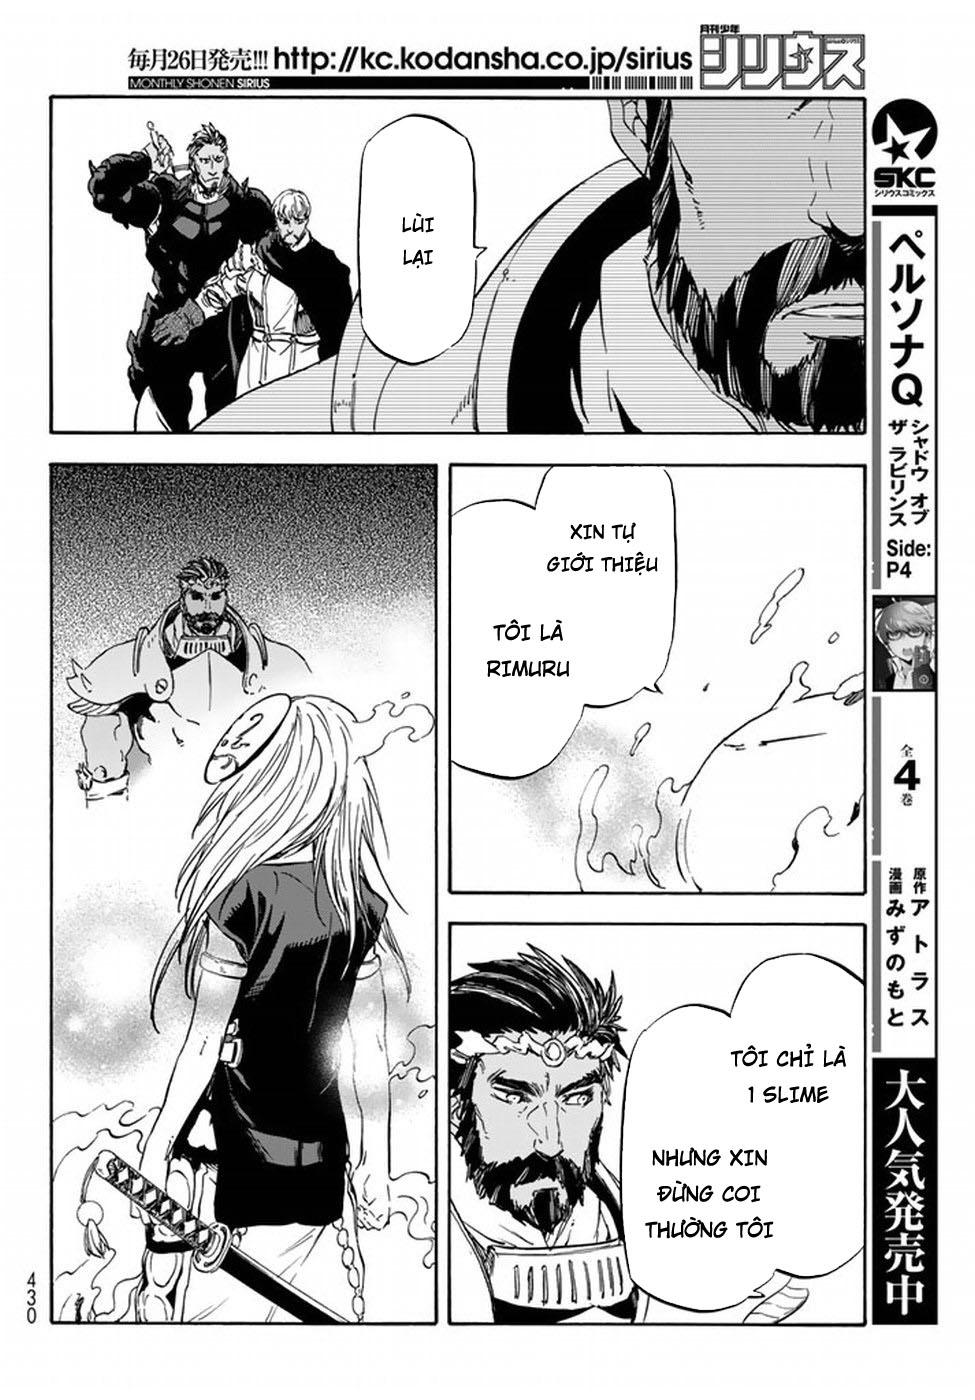 毎月26日発売!!! http://kc.kodansha.co.jp/sirius
MONTHLY SHONEN SIRIUS
月刊少年
シリウス
LÙI
LẠI
XIN TỰ
GIỚI THIỆU
TÔI LÀ
RIMURU
TÔI CHỈ LÀ
1 SLIME
NHƯNG XIN
ĐỪNG COI
THƯỜNG TÔI
SKC
シリウスコミックス
ペルソナQ
シャドウ オブ
ザ ラビリンス
Side:
P4
全
4
巻
原作 アトラス
漫画 みずのもと
大人気発売中
430